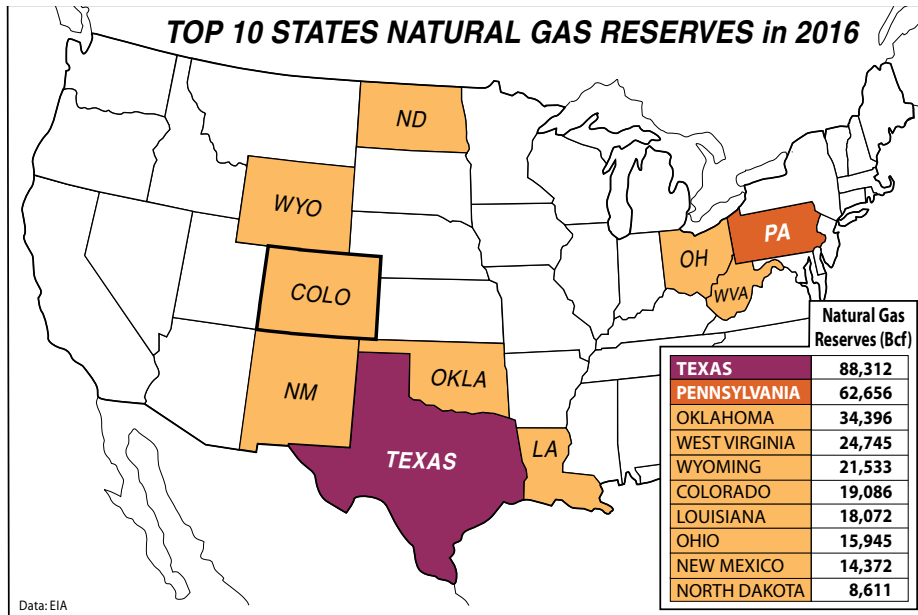 TOP 10 STATES NATURAL GAS RESERVES in 2016
ND
WYO
COLO
NM
OKLA
TEXAS
LA
OH
PA
WVA
Natural Gas
Reserves (Bcf)
TEXAS 88,312
PENNSYLVANIA 62,656
OKLAHOMA 34,396
WEST VIRGINIA 24,745
WYOMING 21,533
COLORADO 19,086
LOUISIANA 18,072
OHIO 15,945
NEW MEXICO 14,372
NORTH DAKOTA 8,611
Data: EIA